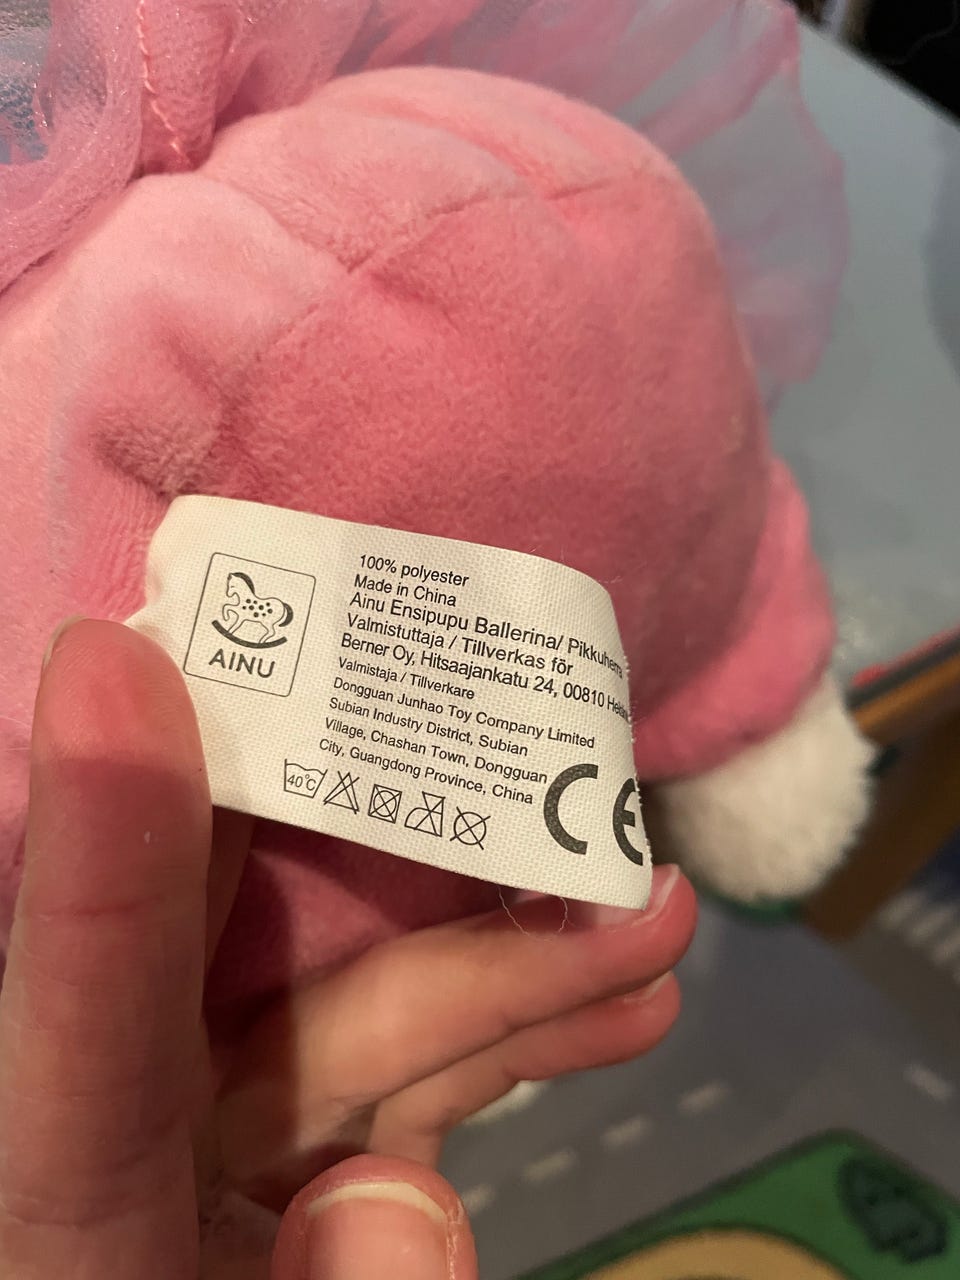 AINU
100% polyester
Made in China
Ainu Ensipupu Ballerina/ Pikkuherra
Valmistuttaja / Tillverkas för
Berner Oy, Hitsaajankatu 24, 00810
Valmistaja / Tillverkare
Dongguan Junhao Toy Company Limited
Subian Industry District, Subian
Village, Chashan Town, Dongguan
City, Guangdong Province, China
40°C
CE